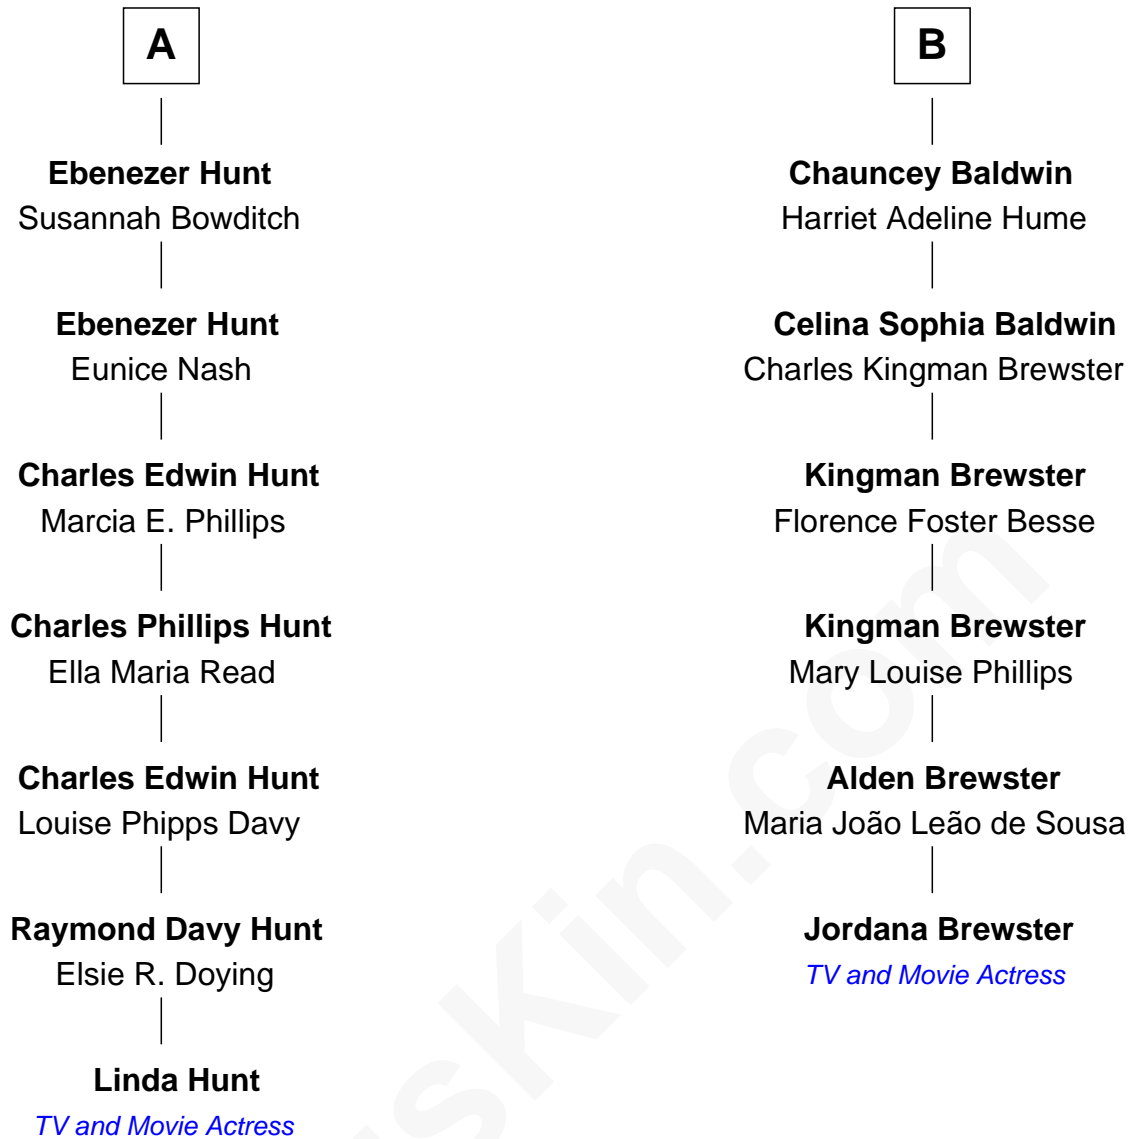 A
Ebenezer Hunt
Susannah Bowditch
Ebenezer Hunt
Eunice Nash
Charles Edwin Hunt
Marcia E. Phillips
Charles Phillips Hunt
Ella Maria Read
Charles Edwin Hunt
Louise Phipps Davy
Raymond Davy Hunt
Elsie R. Doying
Linda Hunt
TV and Movie Actress
B
Chauncey Baldwin
Harriet Adeline Hume
Celina Sophia Baldwin
Charles Kingman Brewster
Kingman Brewster
Florence Foster Besse
Kingman Brewster
Mary Louise Phillips
Alden Brewster
Maria João Leão de Sousa
Jordana Brewster
TV and Movie Actress